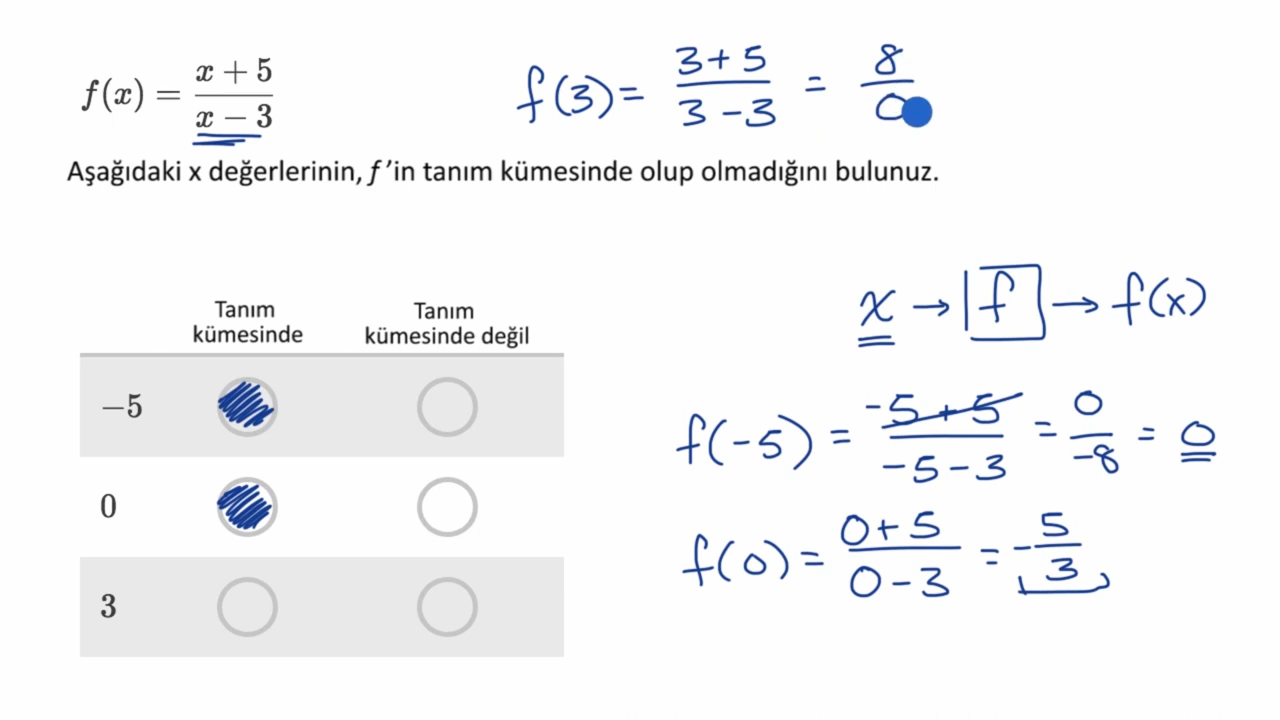 f(x) = x + 5 / x − 3
f(3) = 3 + 5 / 3 − 3 = 8 / 0
Aşağıdaki x değerlerinin, f 'in tanım kümesinde olup olmadığını bulunuz.
x → f → f(x)
Tanım kümesinde
Tanım kümesinde değil
−5
0
3
f(−5) = −5 + 5 / −5 − 3 = 0 / −8 = 0
f(0) = 0 + 5 / 0 − 3 = − 5 / 3